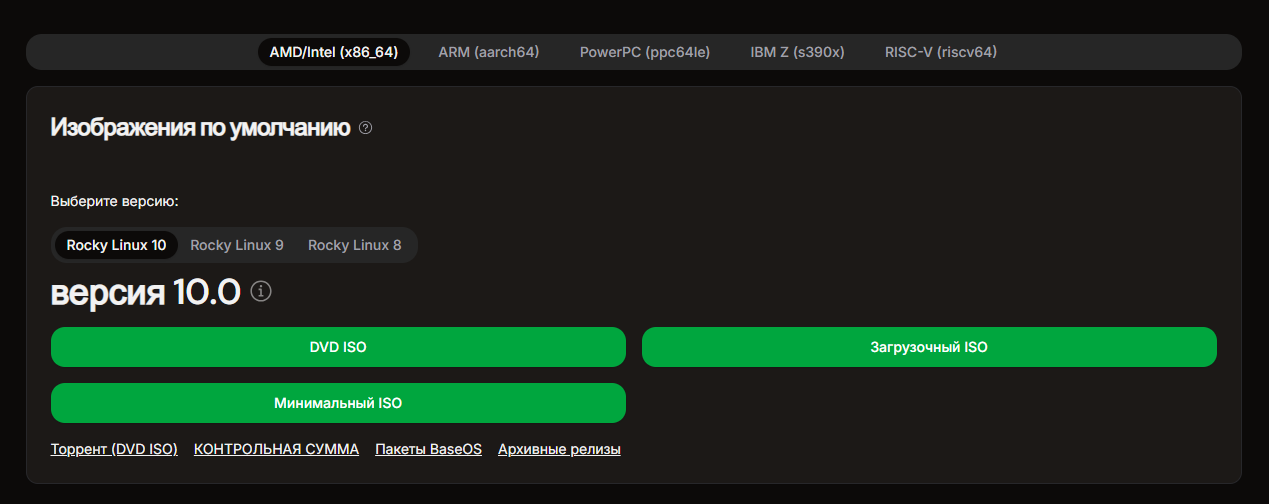 AMD/Intel (x86_64) ARM (aarch64) PowerPC (ppc64le) IBM Z (s390x) RISC-V (riscv64)
Изображения по умолчанию
Выберите версию:
Rocky Linux 10 Rocky Linux 9 Rocky Linux 8
версия 10.0
DVD ISO Загрузочный ISO
Минимальный ISO
Торрент (DVD ISO) КОНТРОЛЬНАЯ СУММА Пакеты BaseOS Архивные релизы